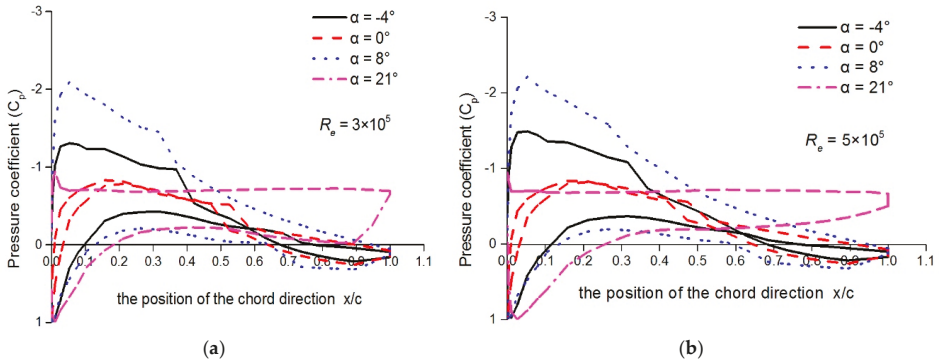 -3
-2
-1
0
1
Pressure coefficient (Cp)
α = -4°
α = 0°
α = 8°
α = 21°
Re = 3×10⁵
0.0 0.1 0.2 0.3 0.4 0.5 0.6 0.7 0.8 0.9 1.0 1.1
the position of the chord direction x/c
(a)
-3
-2
-1
0
1
Pressure coefficient (Cp)
α = -4°
α = 0°
α = 8°
α = 21°
Re = 5×10⁵
0.0 0.1 0.2 0.3 0.4 0.5 0.6 0.7 0.8 0.9 1.0 1.1
the position of the chord direction x/c
(b)